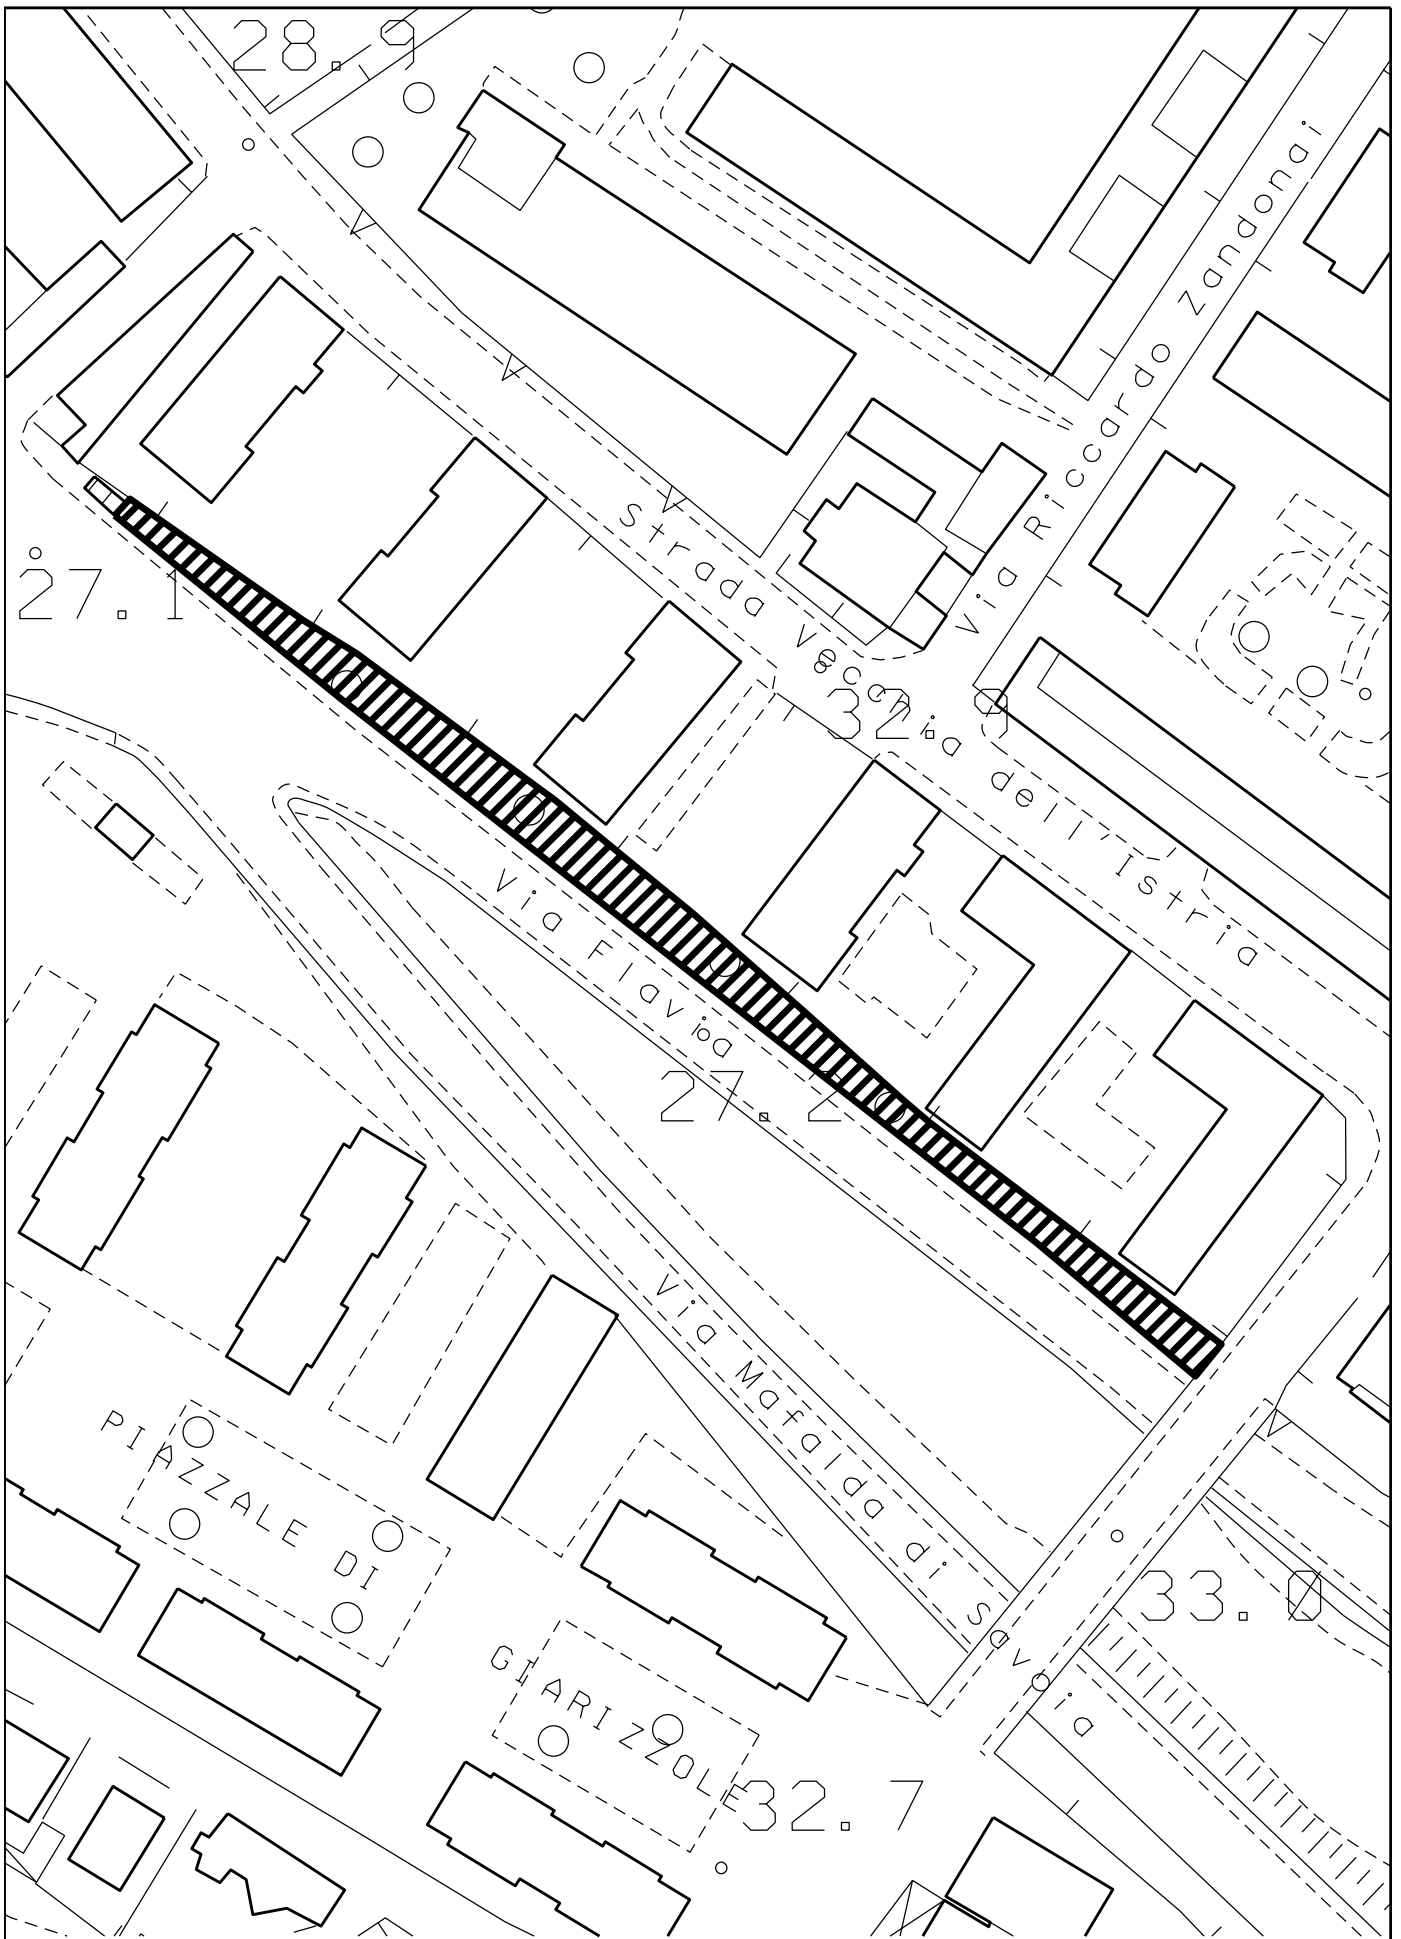 28.9
Via Riccardo Zandonai
27.1
Strada Vecchia dell'Istria
32.9
Via Flavia
27.2
Via Mafalda di Savoia
PIAZZALE DI GIARIZZOLE
33.0
32.7